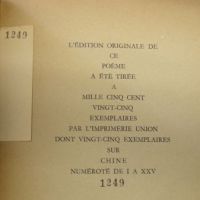 1249
L'ÉDITION ORIGINALE DE
CE
POÈME
A ÉTÉ TIRÉE
A
MILLE CINQ CENT
VINGT-CINQ
EXEMPLAIRES
PAR L'IMPRIMERIE UNION
DONT VINGT-CINQ EXEMPLAIRES
SUR
CHINE
NUMÉROTÉ DE I A XXV
1249